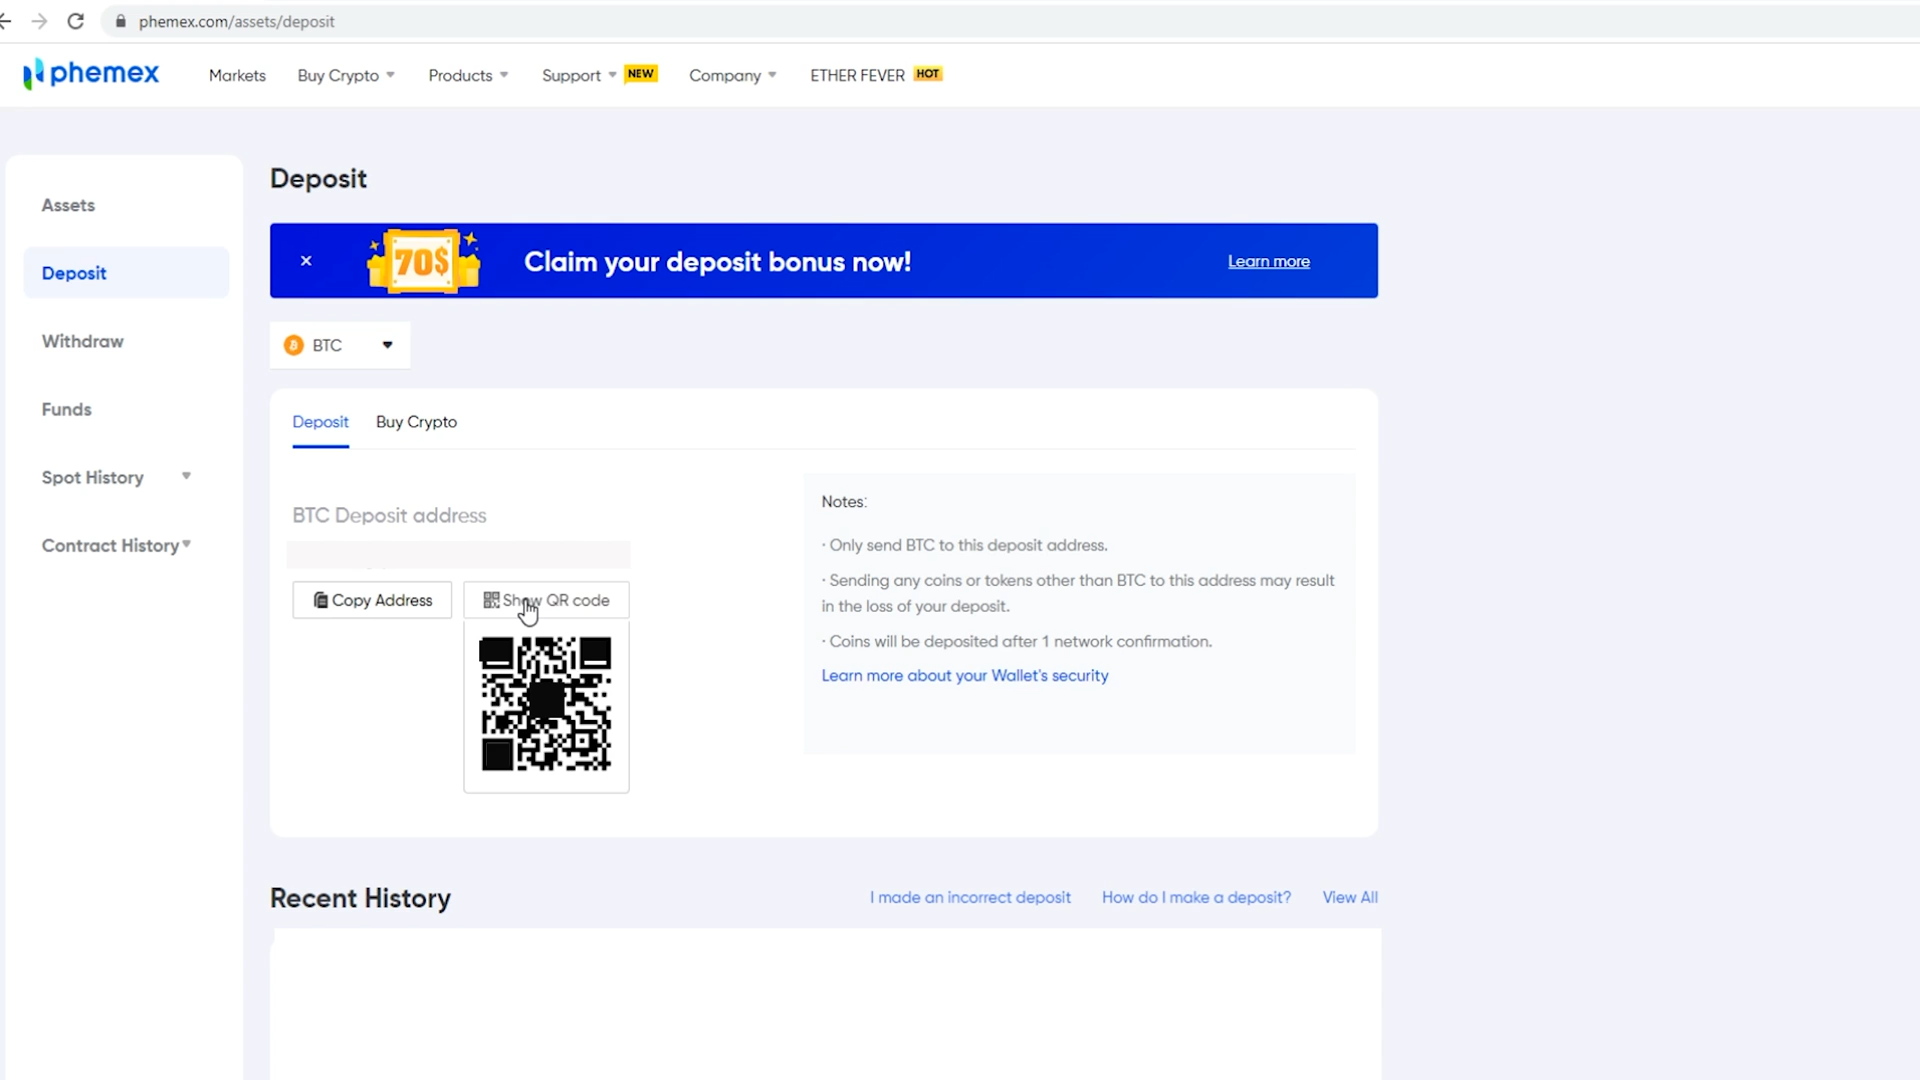 phemex.com/assets/deposit
phemex
Markets
Buy Crypto
Products
Support
NEW
Company
ETHER FEVER
HOT
Assets
Deposit
Withdraw
Funds
Spot History
Contract History
Deposit
70$
Claim your deposit bonus now!
Learn more
BTC
Deposit
Buy Crypto
BTC Deposit address
Copy Address
Show QR code
Notes:
· Only send BTC to this deposit address.
· Sending any coins or tokens other than BTC to this address may result
in the loss of your deposit.
· Coins will be deposited after 1 network confirmation.
Learn more about your Wallet's security
Recent History
I made an incorrect deposit
How do I make a deposit?
View All